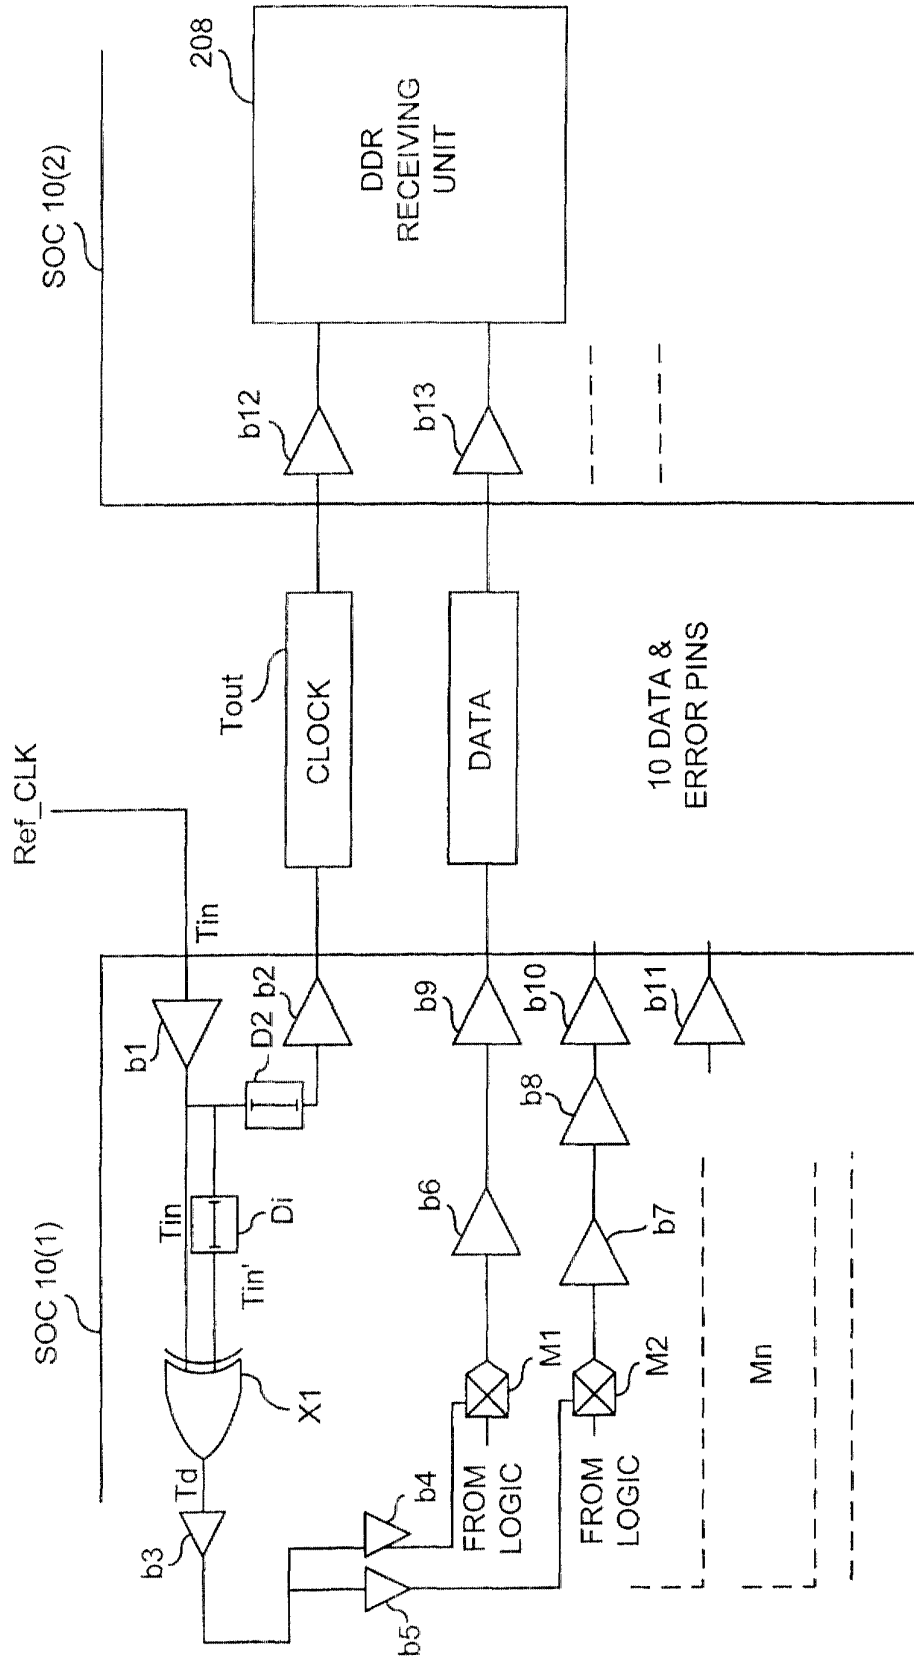 SOC 10(1)
Ref_CLK
SOC 10(2)
b1
Tin
Tin
Tin'
Di
D2
b2
X1
Td
b3
Tout
CLOCK
b12
208
DDR
RECEIVING
UNIT
b4
b5
FROM
LOGIC
M1
b6
b9
DATA
b13
FROM
LOGIC
M2
b7
b8
b10
b11
Mn
10 DATA &
ERROR PINS